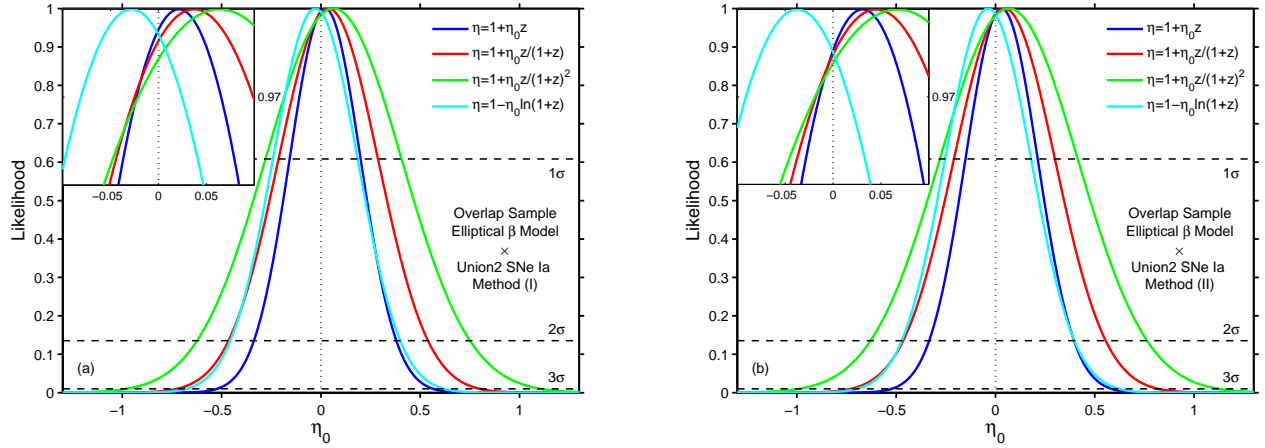 1
0.9
0.8
0.7
0.6
0.5
0.4
0.3
0.2
0.1
0
Likelihood
−1
−0.5
0
0.5
1
η₀
−0.05
0
0.05
0.97
η=1+η₀z
η=1+η₀z/(1+z)
η=1+η₀z/(1+z)²
η=1−η₀ln(1+z)
1σ
Overlap Sample
Elliptical β Model
×
Union2 SNe Ia
Method (I)
2σ
3σ
(a)
1
0.9
0.8
0.7
0.6
0.5
0.4
0.3
0.2
0.1
0
Likelihood
−1
−0.5
0
0.5
1
η₀
−0.05
0
0.05
0.97
η=1+η₀z
η=1+η₀z/(1+z)
η=1+η₀z/(1+z)²
η=1−η₀ln(1+z)
1σ
Overlap Sample
Elliptical β Model
×
Union2 SNe Ia
Method (II)
2σ
3σ
(b)